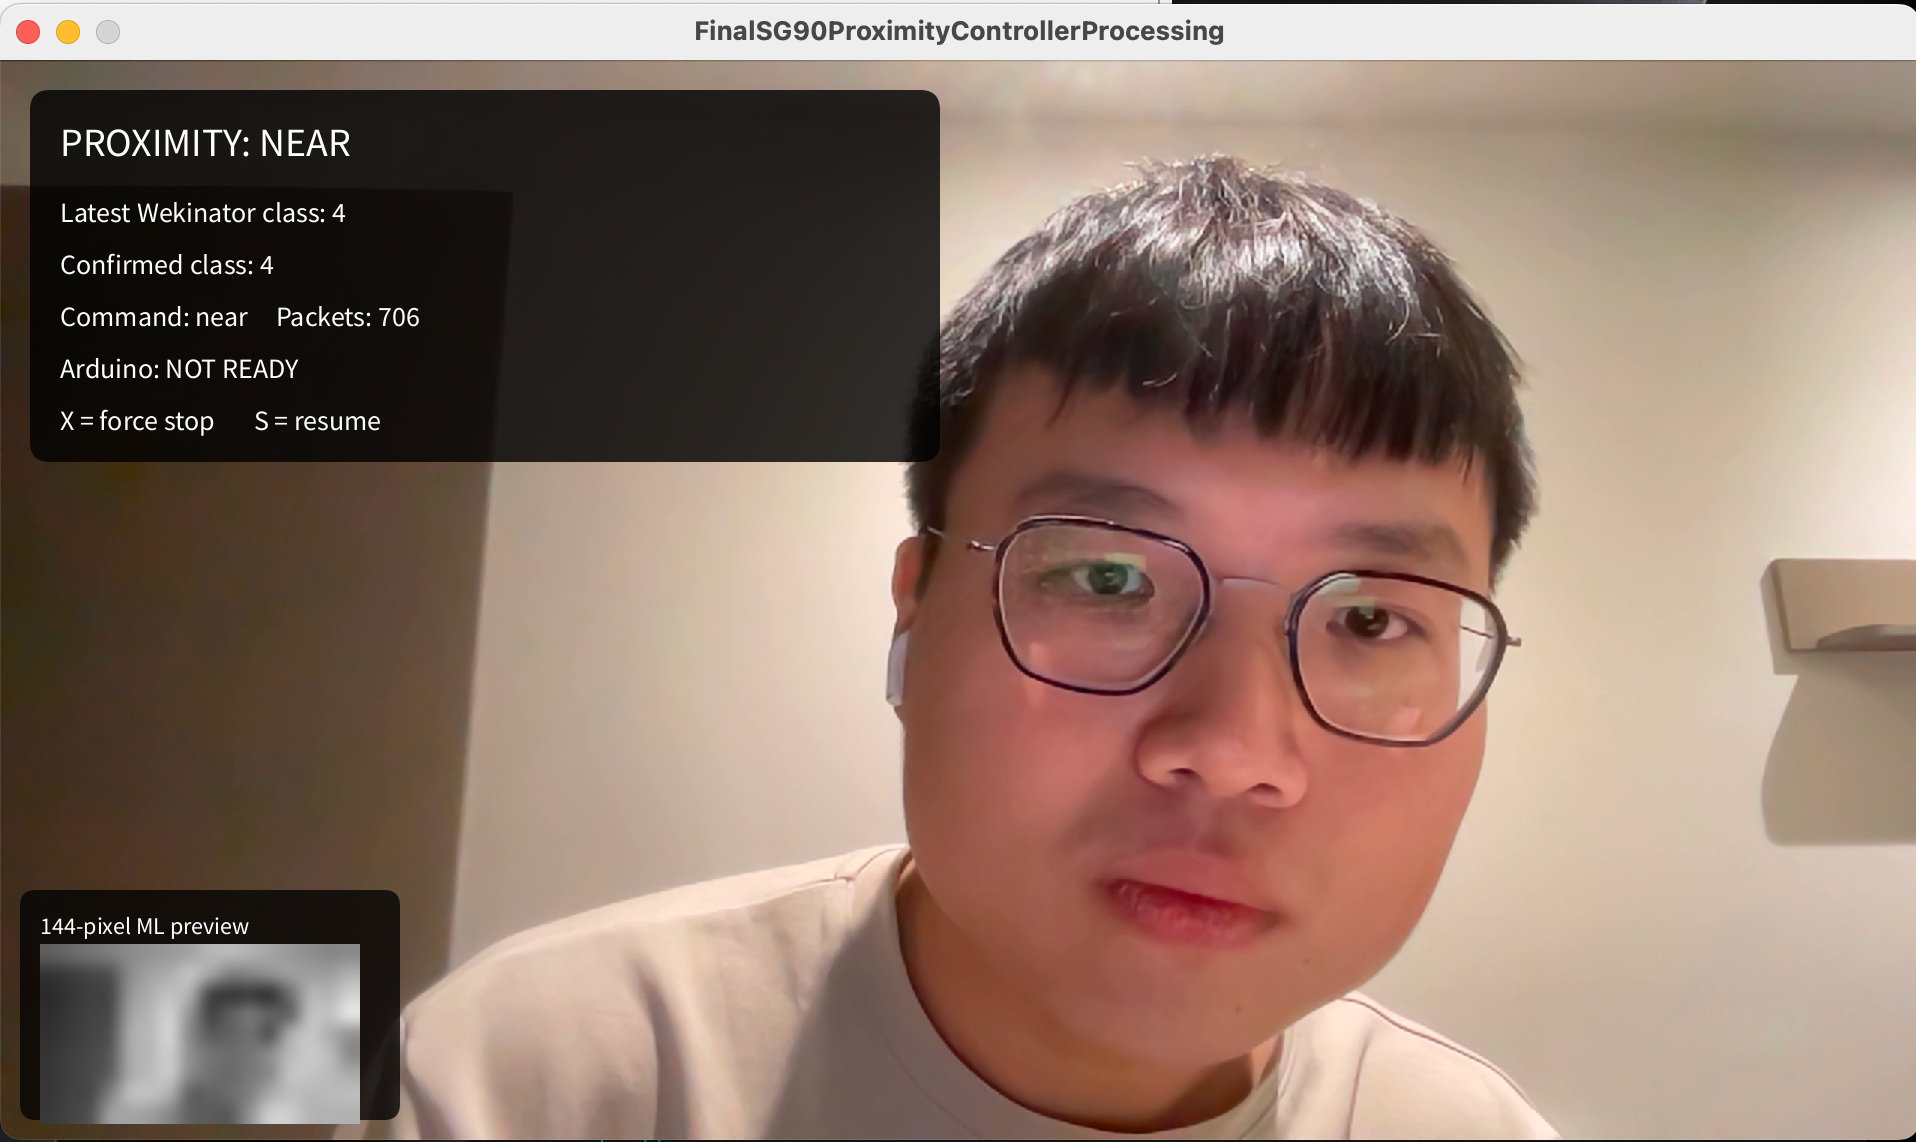 FinalSG90ProximityControllerProcessing
PROXIMITY: NEAR
Latest Wekinator class: 4
Confirmed class: 4
Command: near    Packets: 706
Arduino: NOT READY
X = force stop    S = resume
144-pixel ML preview